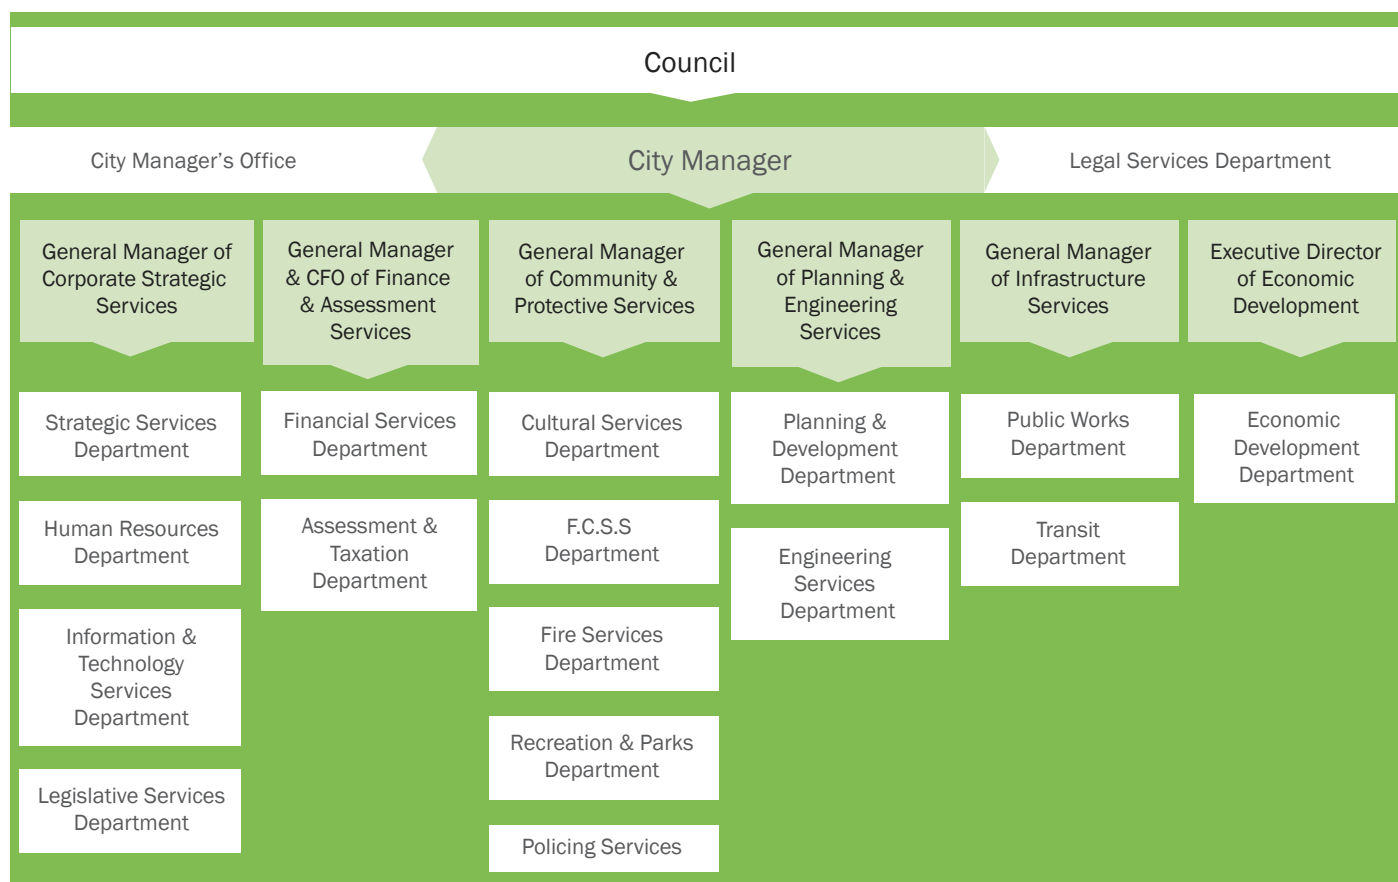 Council
City Manager’s Office
City Manager
Legal Services Department
General Manager of
Corporate Strategic
Services
General Manager
& CFO of Finance
& Assessment
Services
General Manager
of Community &
Protective Services
General Manager
of Planning &
Engineering
Services
General Manager
of Infrastructure
Services
Executive Director
of Economic
Development
Strategic Services
Department
Human Resources
Department
Information &
Technology
Services
Department
Legislative Services
Department
Financial Services
Department
Assessment &
Taxation
Department
Cultural Services
Department
F.C.S.S
Department
Fire Services
Department
Recreation & Parks
Department
Policing Services
Planning &
Development
Department
Engineering
Services
Department
Public Works
Department
Transit
Department
Economic
Development
Department